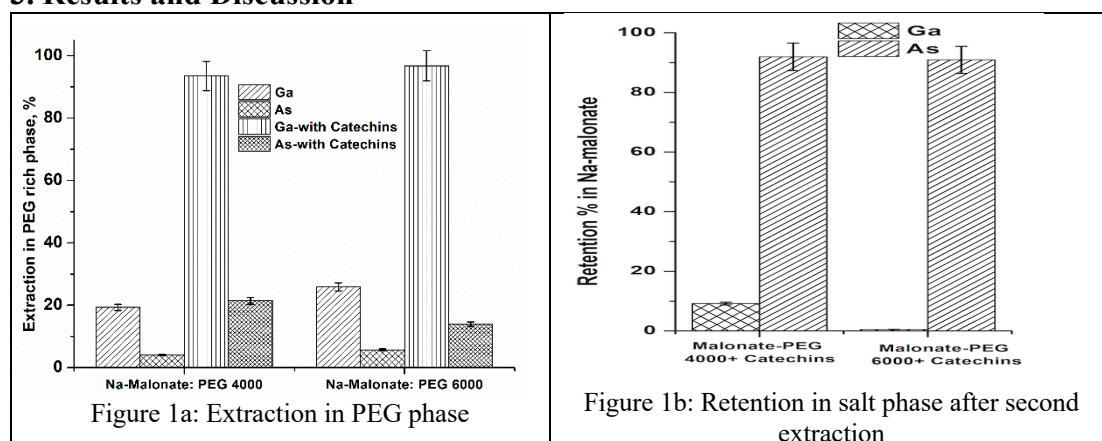 3. Results and Discussion
Extraction in PEG rich phase, %
100
80
60
40
20
0
Ga
As
Ga-with Catechins
As-with Catechins
Na-Malonate: PEG 4000
Na-Malonate: PEG 6000
Figure 1a: Extraction in PEG phase
Retention % in Na-malonate
100
80
60
40
20
0
Ga
As
Malonate-PEG
4000+ Catechins
Malonate-PEG
6000+ Catechins
Figure 1b: Retention in salt phase after second
extraction